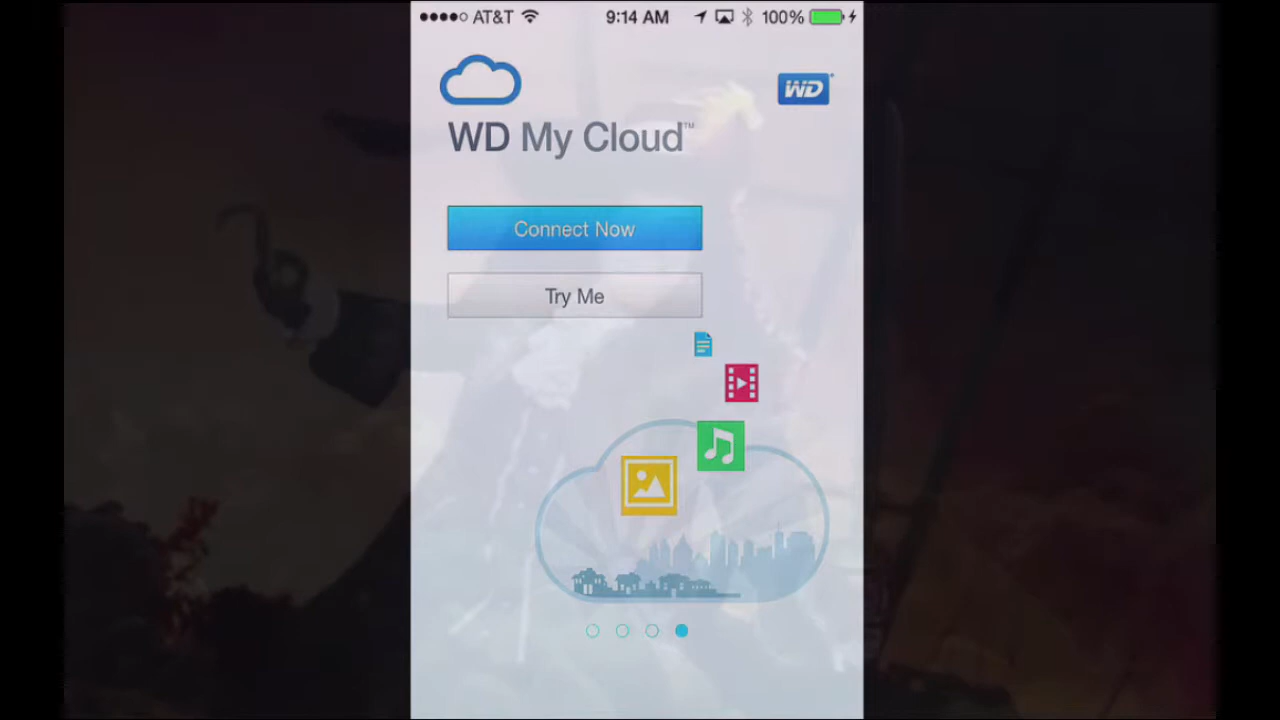 AT&T 9:14 AM 100%
WD
WD My Cloud™
Connect Now
Try Me